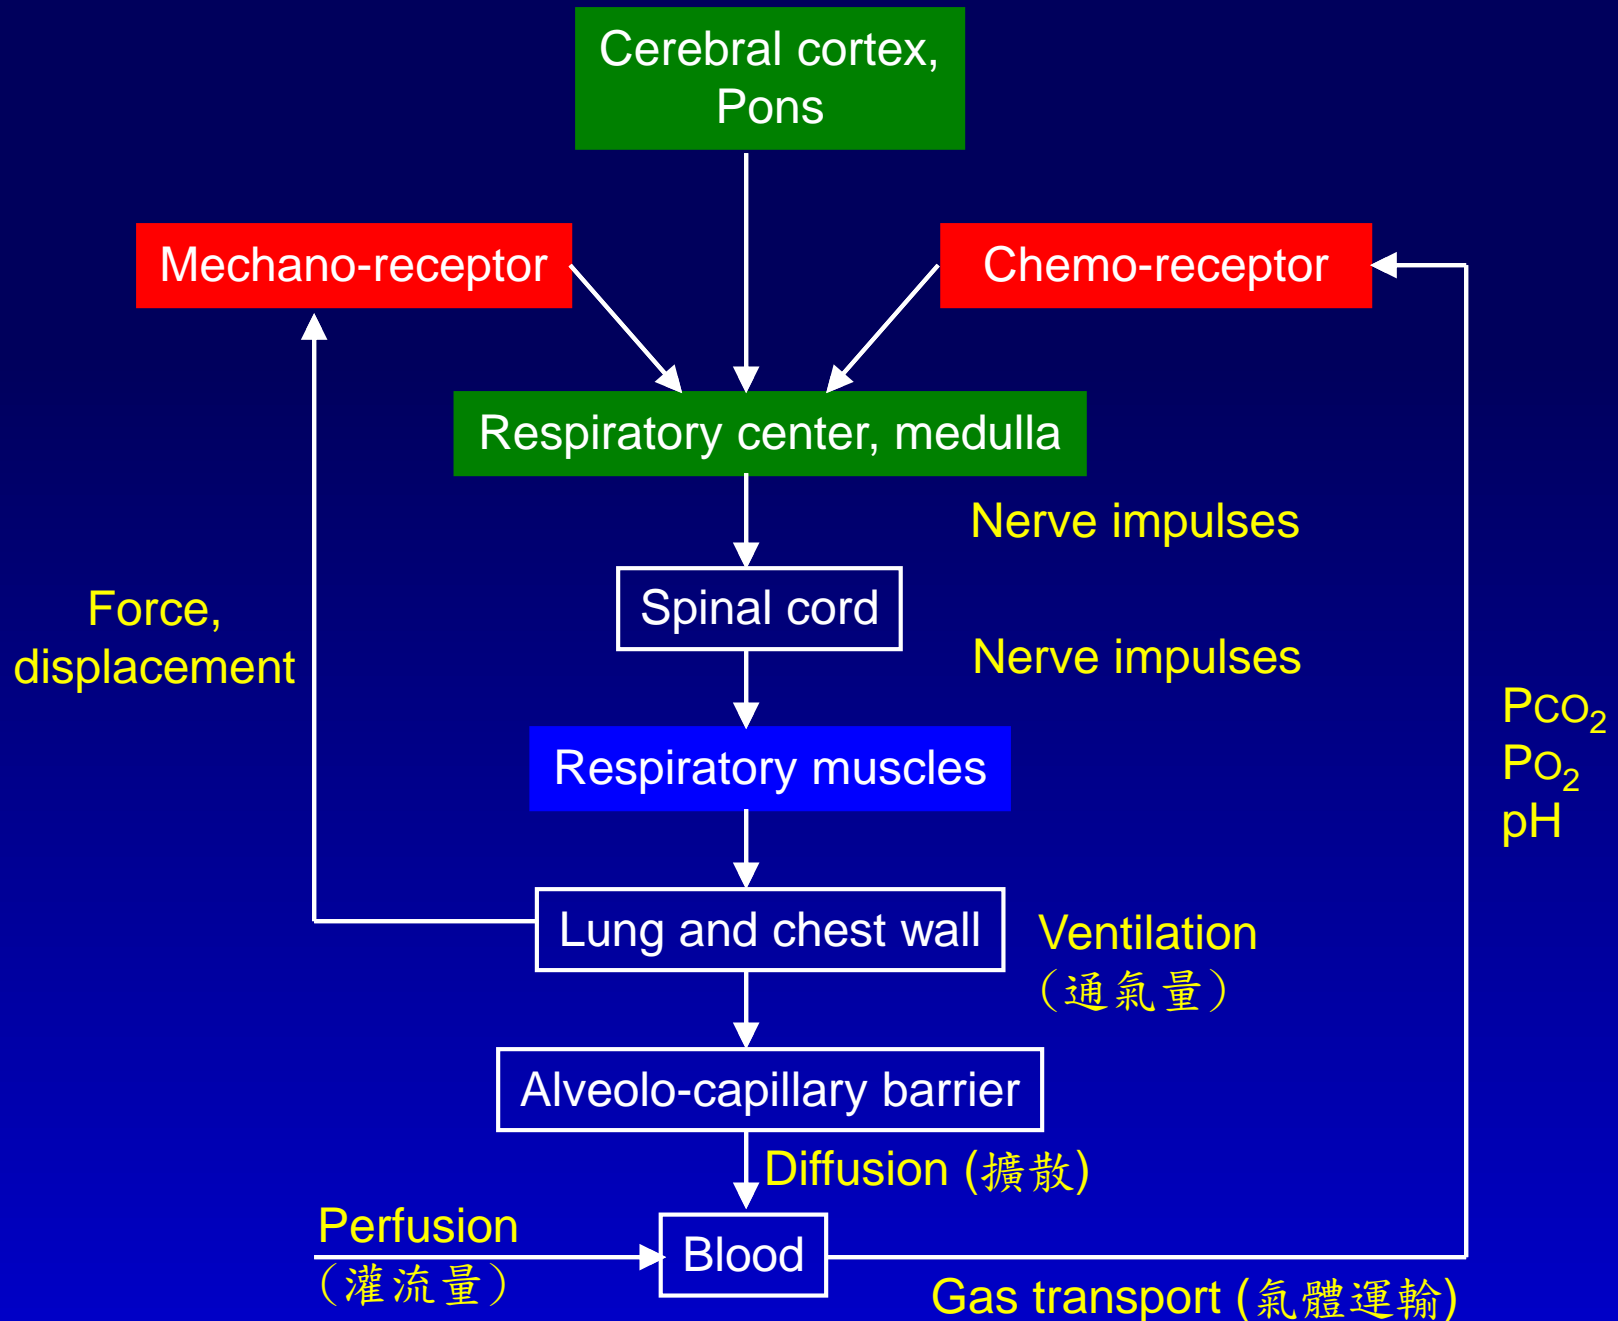 Cerebral cortex,
Pons
Mechano-receptor
Chemo-receptor
Respiratory center, medulla
Nerve impulses
Spinal cord
Force,
displacement
Nerve impulses
PCO₂
PO₂
pH
Respiratory muscles
Lung and chest wall
Ventilation
(通氣量)
Alveolo-capillary barrier
Diffusion (擴散)
Perfusion
(灌流量)
Blood
Gas transport (氣體運輸)